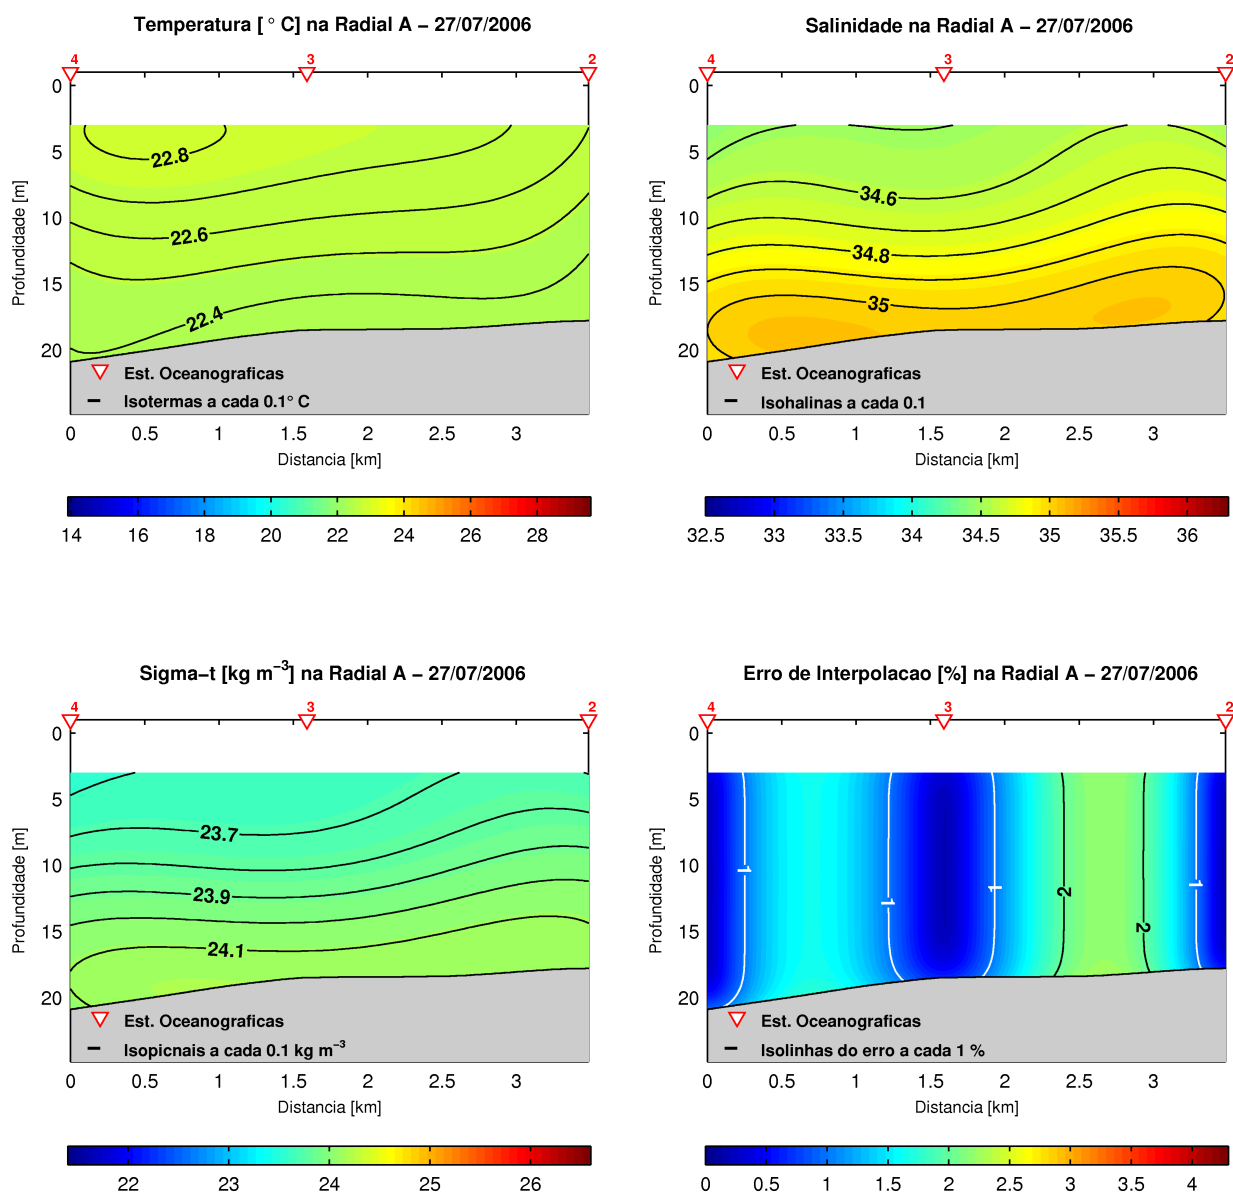 Temperatura [ ° C] na Radial A − 27/07/2006
4 3 2
0
5
10
15
20
Profundidade [m]
22.8
22.6
22.4
Est. Oceanograficas
Isotermas a cada 0.1° C
0 0.5 1 1.5 2 2.5 3
Distancia [km]
14 16 18 20 22 24 26 28
Salinidade na Radial A − 27/07/2006
4 3 2
0
5
10
15
20
Profundidade [m]
34.6
34.8
35
Est. Oceanograficas
Isohalinas a cada 0.1
0 0.5 1 1.5 2 2.5 3
Distancia [km]
32.5 33 33.5 34 34.5 35 35.5 36
Sigma−t [kg m⁻³] na Radial A − 27/07/2006
4 3 2
0
5
10
15
20
Profundidade [m]
23.7
23.9
24.1
Est. Oceanograficas
Isopicnais a cada 0.1 kg m⁻³
0 0.5 1 1.5 2 2.5 3
Distancia [km]
22 23 24 25 26
Erro de Interpolacao [%] na Radial A − 27/07/2006
4 3 2
0
5
10
15
20
Profundidade [m]
1 1 1 2 2 1
Est. Oceanograficas
Isolinhas do erro a cada 1 %
0 0.5 1 1.5 2 2.5 3
Distancia [km]
0 0.5 1 1.5 2 2.5 3 3.5 4